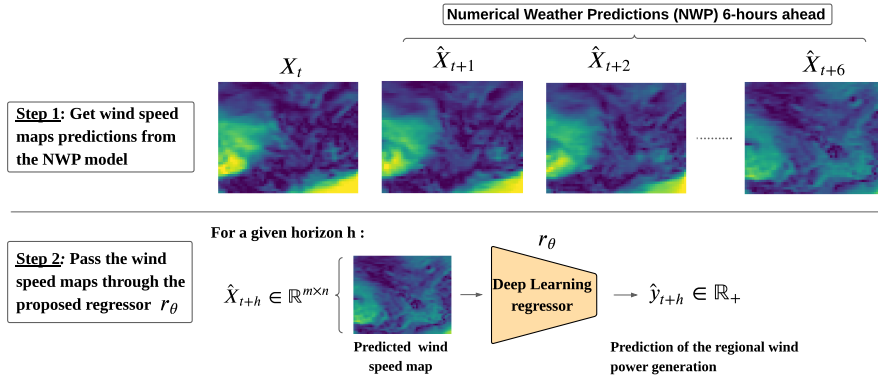 Numerical Weather Predictions (NWP) 6-hours ahead
X_t
X̂_{t+1}
X̂_{t+2}
X̂_{t+6}
Step 1: Get wind speed
maps predictions from
the NWP model
..........
For a given horizon h :
Step 2: Pass the wind
speed maps through the
proposed regressor r_θ
X̂_{t+h} ∈ ℝ^{m×n}
r_θ
Deep Learning
regressor
ŷ_{t+h} ∈ ℝ_+
Predicted wind
speed map
Prediction of the regional wind
power generation